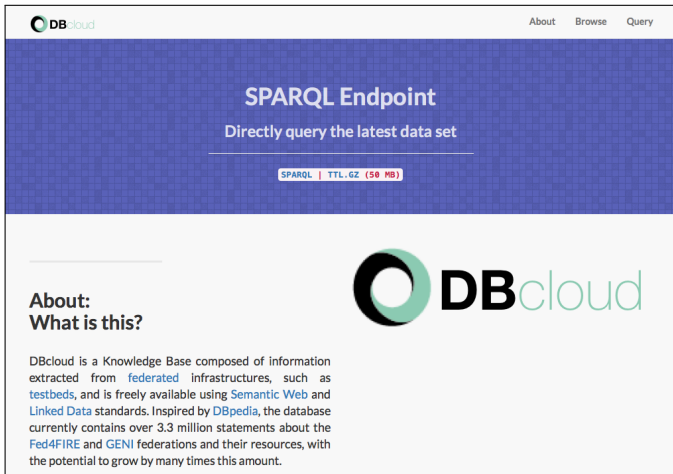 DBcloud
About Browse Query
SPARQL Endpoint
Directly query the latest data set
SPARQL | TTL.GZ (50 MB)
DBcloud
About:
What is this?
DBcloud is a Knowledge Base composed of information
extracted from federated infrastructures, such as
testbeds, and is freely available using Semantic Web and
Linked Data standards. Inspired by DBpedia, the database
currently contains over 3.3 million statements about the
Fed4FIRE and GENI federations and their resources, with
the potential to grow by many times this amount.